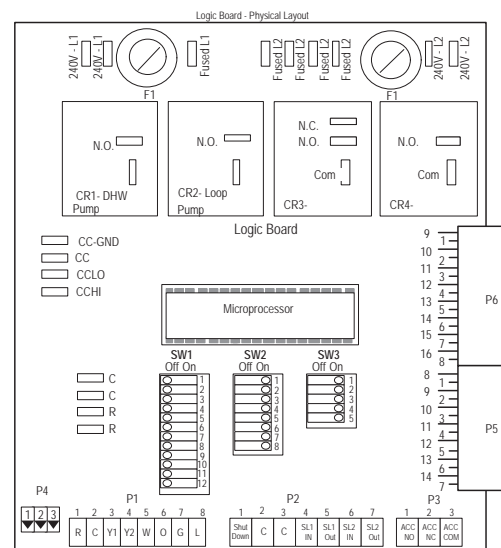 Logic Board - Physical Layout
240V - L1
240V - L1
Fused L1
Fused L2
Fused L2
Fused L2
Fused L2
240V - L2
240V - L2
F1
F1
N.O.
CR1- DHW
Pump
N.O.
CR2- Loop
Pump
N.C.
N.O.
Com
CR3-
N.O.
Com
CR4-
Logic Board
CC-GND
CC
CCLO
CCHI
Microprocessor
9
1
10
2
11
3
12
4
13
5
14
6
15
7
16
8
P6
8
1
9
2
10
3
11
4
12
5
13
6
14
7
P5
SW1
Off On
1
2
3
4
5
6
7
8
9
10
11
12
SW2
Off On
1
2
3
4
5
6
7
8
SW3
Off On
1
2
3
4
5
C
C
R
R
P4
1 2 3
P1
1 2 3 4 5 6 7 8
R C Y1 Y2 W O G L
P2
1 2 3 4 5 6 7
Shut Down C C SL1 IN SL1 Out SL2 IN SL2 Out
P3
1 2 3
ACC NO ACC NC ACC COM